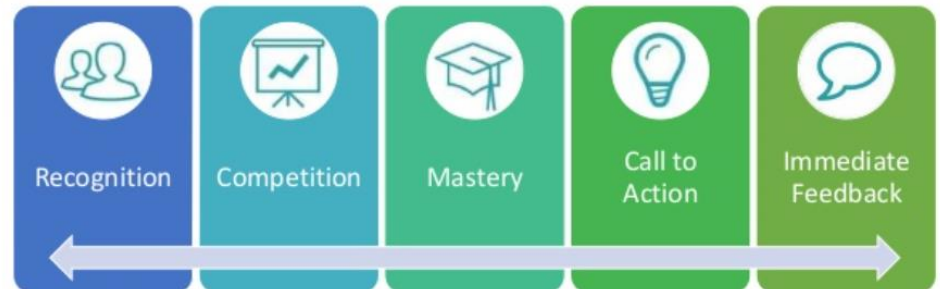 Recognition
Competition
Mastery
Call to
Action
Immediate
Feedback